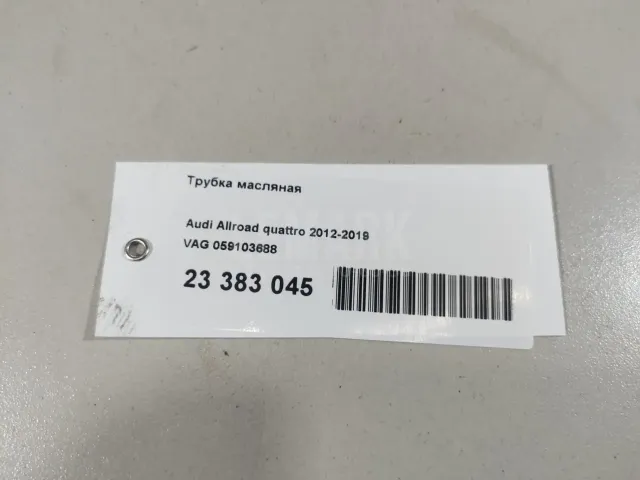 Трубка масляная
Audi Allroad quattro 2012-2019
VAG 059103688
23 383 045